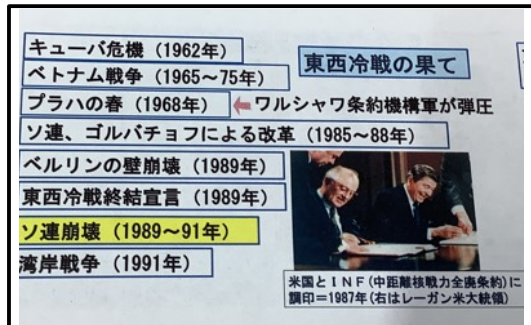 キューバ危機（1962年）
東西冷戦の果て
ベトナム戦争（1965～75年）
プラハの春（1968年）←ワルシャワ条約機構軍が弾圧
ソ連、ゴルバチョフによる改革（1985～88年）
ベルリンの壁崩壊（1989年）
東西冷戦終結宣言（1989年）
ソ連崩壊（1989～91年）
湾岸戦争（1991年）
米国とＩＮＦ(中距離核戦力全廃条約)に
調印＝1987年(右はレーガン米大統領)